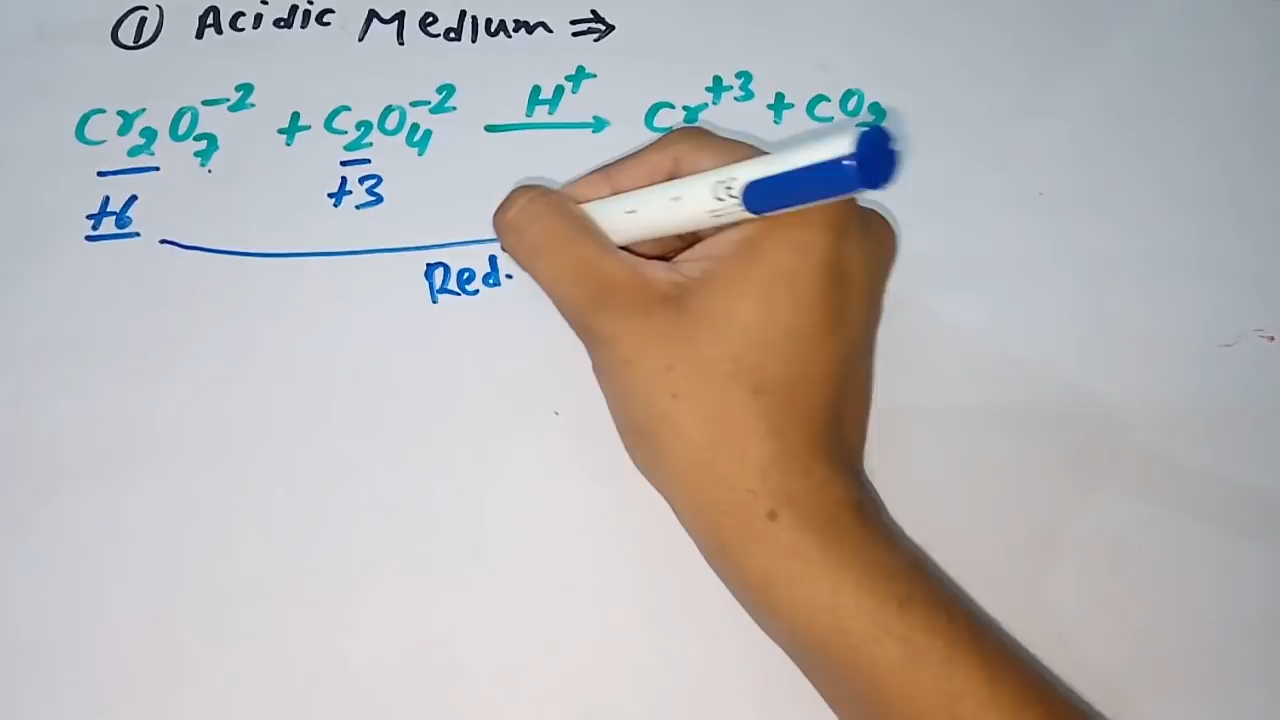 ① Acidic Medium ⇒
Cr₂O₇⁻² + C₂O₄⁻² H⁺→ Cr⁺³ + CO₂
+6 +3
Red.